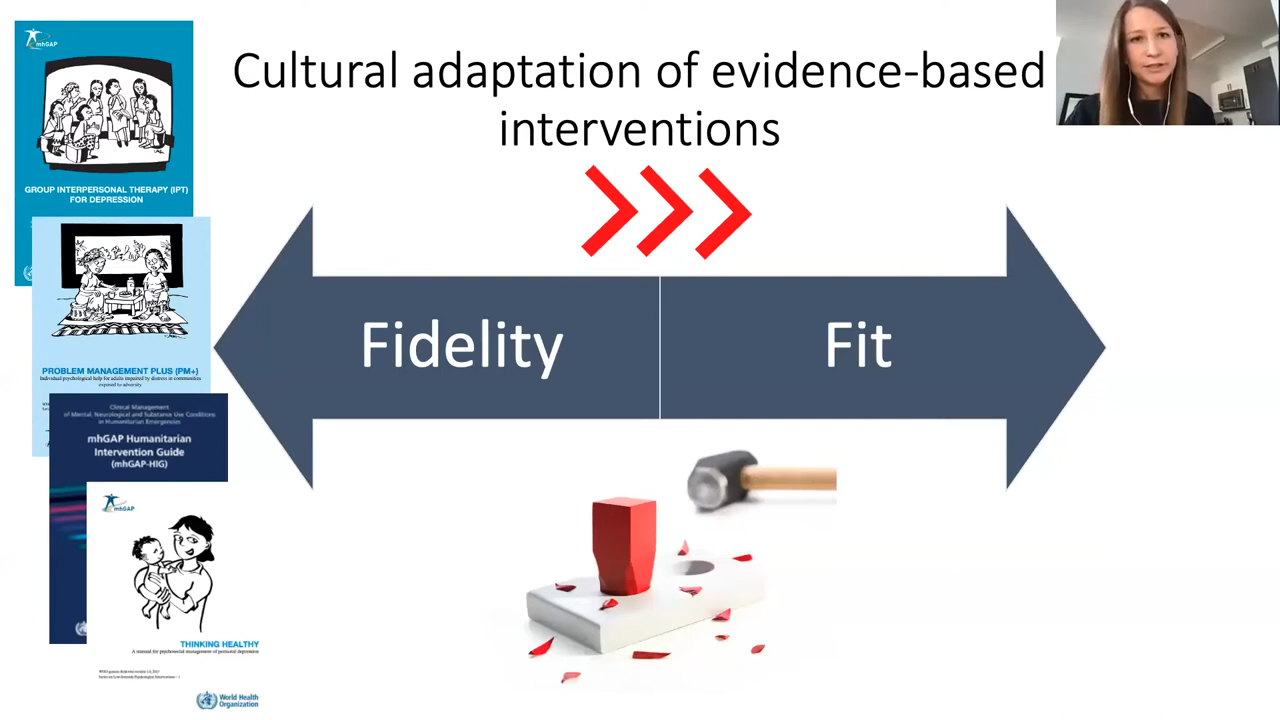 Cultural adaptation of evidence-based
interventions
mhGAP
GROUP INTERPERSONAL THERAPY (IPT)
FOR DEPRESSION
PROBLEM MANAGEMENT PLUS (PM+)
Individual psychological help for adults impaired by distress in communities
exposed to adversity
Clinical Management
of Mental, Neurological and Substance Use Conditions
in Humanitarian Emergencies
mhGAP Humanitarian
Intervention Guide
(mhGAP-HIG)
mhGAP
THINKING HEALTHY
A manual for psychosocial management of perinatal depression
World Health
Organization
Fidelity
Fit